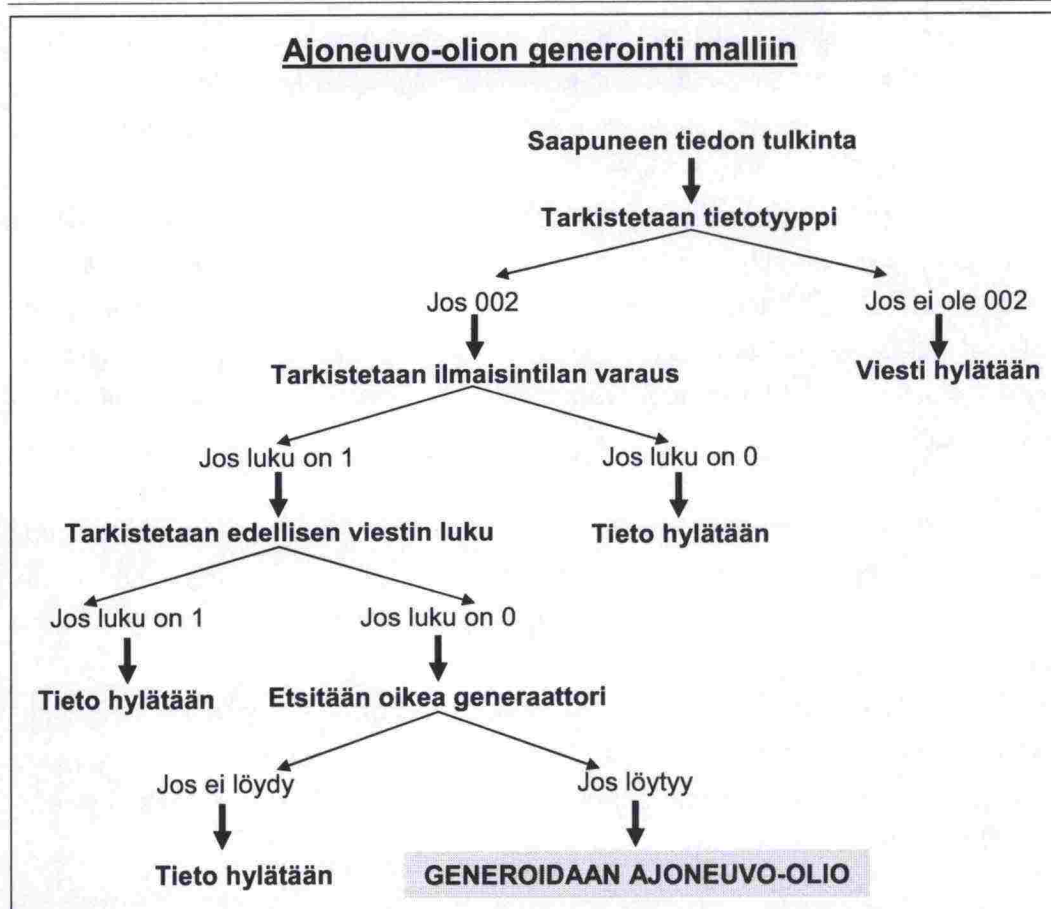 Ajoneuvo-olion generointi malliin
Saapuneen tiedon tulkinta
Tarkistetaan tietotyyppi
Jos 002
Jos ei ole 002
Tarkistetaan ilmaisintilan varaus
Viesti hylätään
Jos luku on 1
Jos luku on 0
Tarkistetaan edellisen viestin luku
Tieto hylätään
Jos luku on 1
Jos luku on 0
Tieto hylätään
Etsitään oikea generaattori
Jos ei löydy
Jos löytyy
Tieto hylätään
GENEROIDAAN AJONEUVO-OLIO